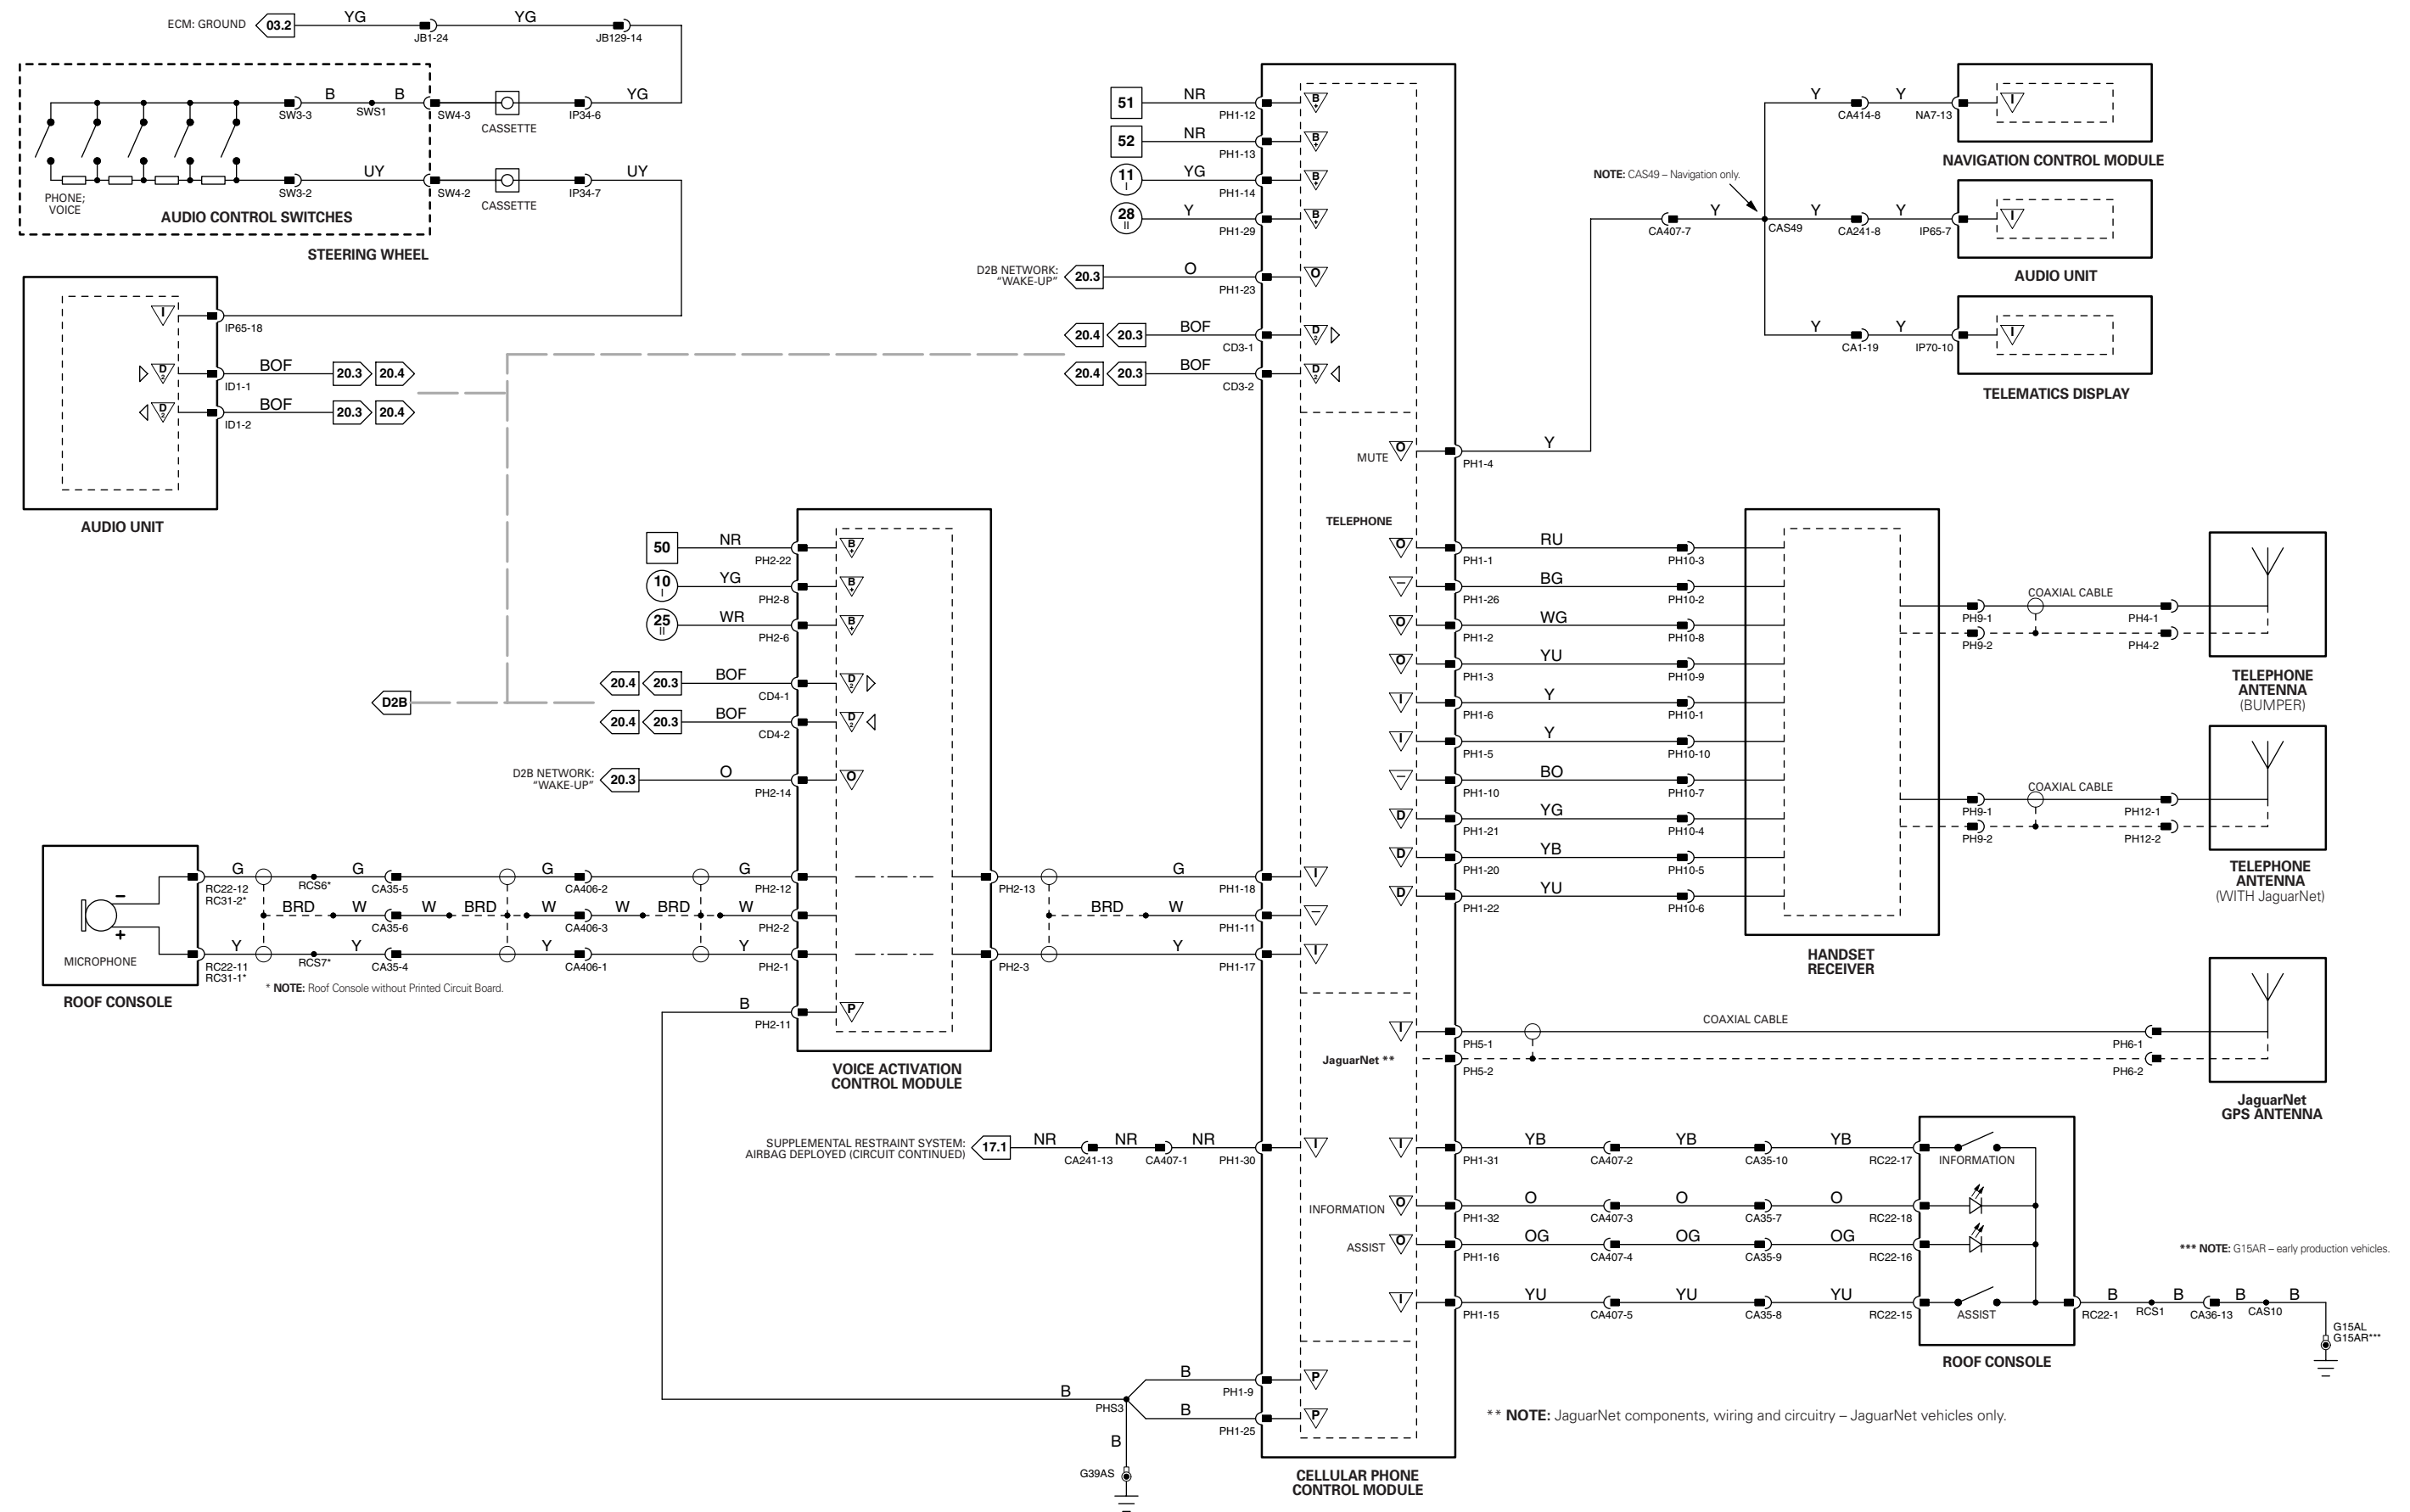 ECM: GROUND 03.2 YG JB1-24 YG JB129-14
B SWS1 B SW3-3 SW4-3 CASSETTE IP34-6 YG
SW3-2 UY SW4-2 CASSETTE IP34-7 UY
PHONE;
VOICE
AUDIO CONTROL SWITCHES
STEERING WHEEL
I IP65-18
D2 ID1-1 BOF 20.3 20.4
D2 ID1-2 BOF 20.3 20.4
AUDIO UNIT
51 NR PH1-12 B+
52 NR PH1-13 B+
11 I YG PH1-14 B+
28 II Y PH1-29 B+
D2B NETWORK:
“WAKE-UP” 20.3 O PH1-23 O
20.4 20.3 BOF CD3-1 D2
20.4 20.3 BOF CD3-2 D2
MUTE O PH1-4 Y
NOTE: CAS49 – Navigation only.
CA407-7 Y CAS49
Y CA414-8 Y NA7-13 I
NAVIGATION CONTROL MODULE
Y CA241-8 Y IP65-7 I
AUDIO UNIT
Y CA1-19 Y IP70-10 I
TELEMATICS DISPLAY
50 NR PH2-22 B+
10 I YG PH2-8 B+
25 II WR PH2-6 B+
20.4 20.3 BOF CD4-1 D2
D2B
20.4 20.3 BOF CD4-2 D2
D2B NETWORK:
“WAKE-UP” 20.3 O PH2-14 O
TELEPHONE
O PH1-1 RU PH10-3
– PH1-26 BG PH10-2
O PH1-2 WG PH10-8
O PH1-3 YU PH10-9
I PH1-6 Y PH10-1
I PH1-5 Y PH10-10
– PH1-10 BO PH10-7
D PH1-21 YG PH10-4
D PH1-20 YB PH10-5
D PH1-22 YU PH10-6
HANDSET
RECEIVER
COAXIAL CABLE
PH9-1 PH4-1
PH9-2 PH4-2
TELEPHONE
ANTENNA
(BUMPER)
COAXIAL CABLE
PH9-1 PH12-1
PH9-2 PH12-2
TELEPHONE
ANTENNA
(WITH JaguarNet)
– + MICROPHONE
ROOF CONSOLE
G RC22-12 RC31-2* RCS6* G CA35-5 G CA406-2 G PH2-12 PH2-13 G PH1-18 I
BRD W CA35-6 W BRD W CA406-3 W BRD W PH2-2 BRD W PH1-11 –
Y RC22-11 RC31-1* RCS7* Y CA35-4 Y CA406-1 Y PH2-1 PH2-3 Y PH1-17 I
* NOTE: Roof Console without Printed Circuit Board.
B PH2-11 P
VOICE ACTIVATION
CONTROL MODULE
JaguarNet **
I PH5-1 COAXIAL CABLE PH6-1
PH5-2 PH6-2
JaguarNet
GPS ANTENNA
SUPPLEMENTAL RESTRAINT SYSTEM:
AIRBAG DEPLOYED (CIRCUIT CONTINUED) 17.1 NR CA241-13 NR CA407-1 NR PH1-30 I
I PH1-31 YB CA407-2 YB CA35-10 YB RC22-17 INFORMATION
INFORMATION O PH1-32 O CA407-3 O CA35-7 O RC22-18
ASSIST O PH1-16 OG CA407-4 OG CA35-9 OG RC22-16
I PH1-15 YU CA407-5 YU CA35-8 YU RC22-15 ASSIST
*** NOTE: G15AR – early production vehicles.
RC22-1 B RCS1 B CA36-13 B CAS10 B
G15AL
G15AR***
ROOF CONSOLE
B PHS3 B PH1-9 P
B PH1-25 P
B
G39AS
** NOTE: JaguarNet components, wiring and circuitry – JaguarNet vehicles only.
CELLULAR PHONE
CONTROL MODULE